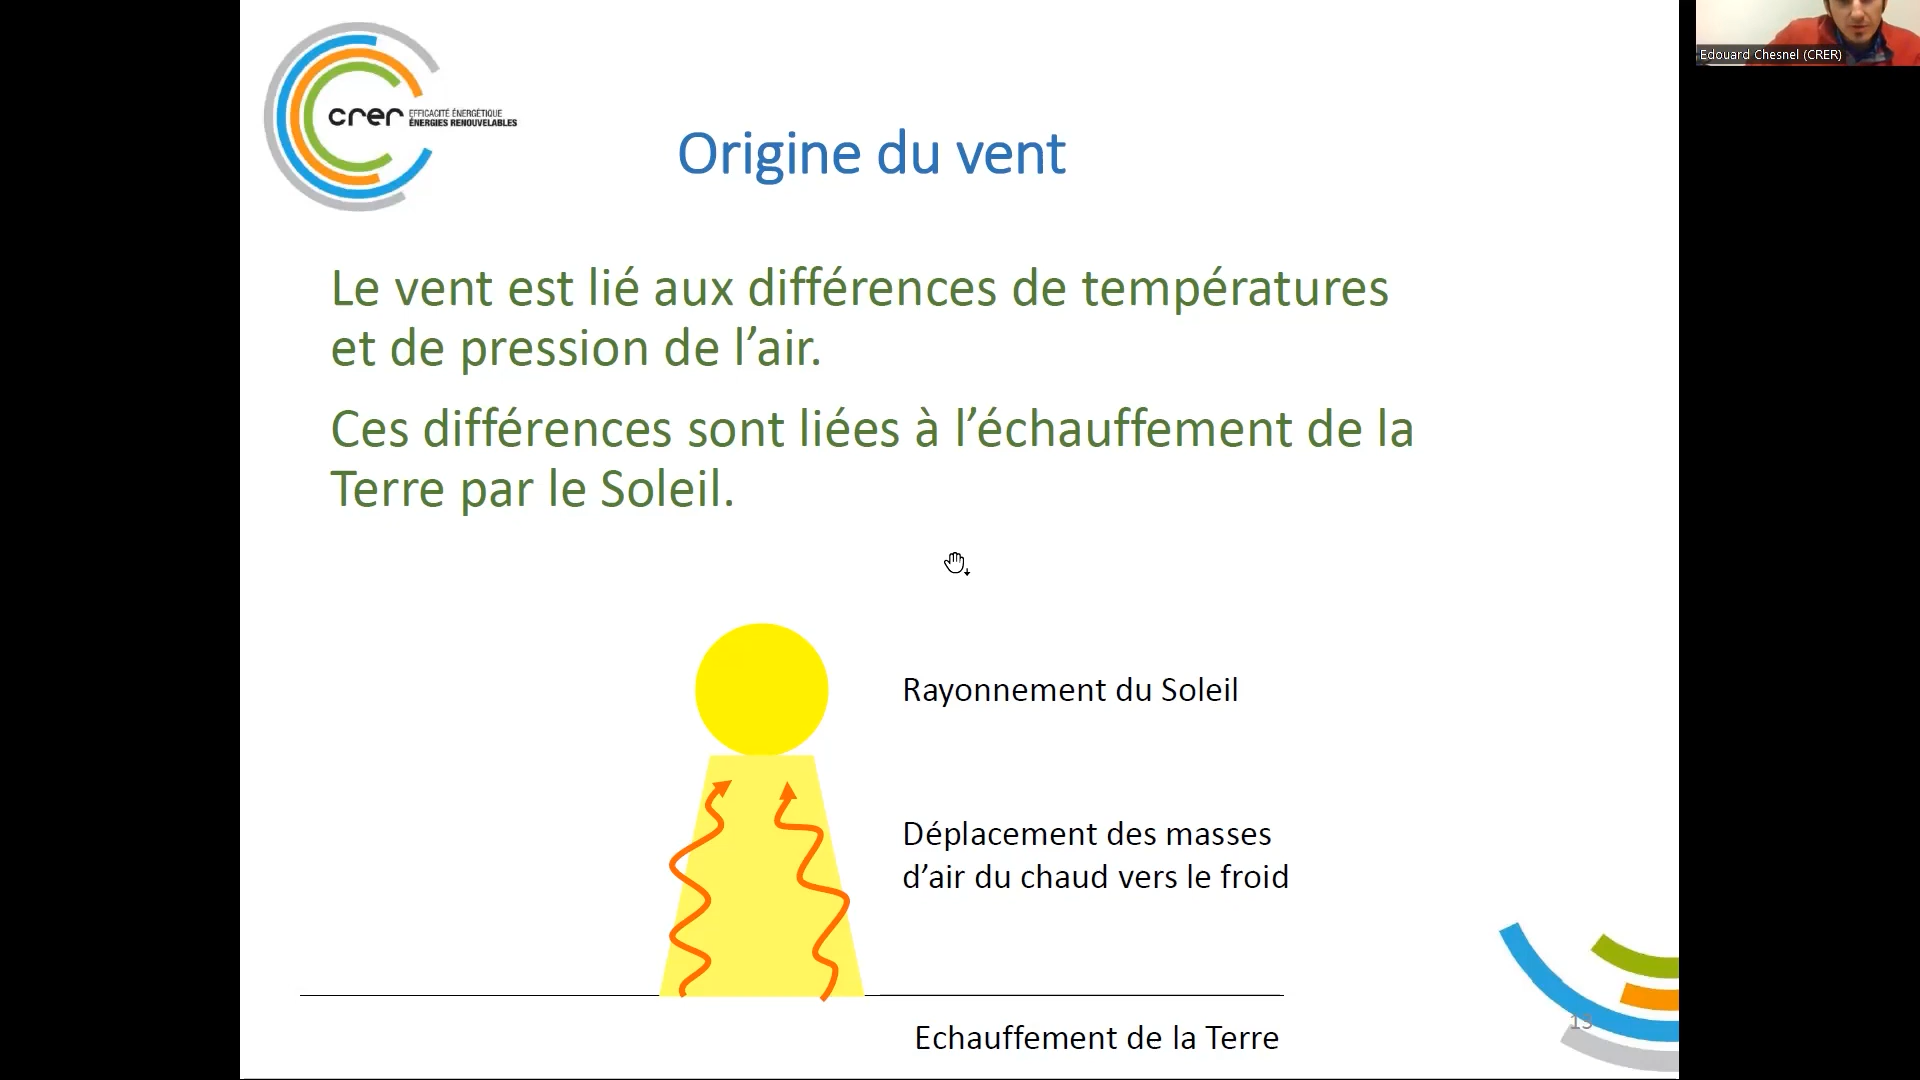 Edouard Chesnel (CRER)
crer
EFFICACITÉ ÉNERGÉTIQUE
ÉNERGIES RENOUVELABLES
Origine du vent
Le vent est lié aux différences de températures
et de pression de l’air.
Ces différences sont liées à l’échauffement de la
Terre par le Soleil.
Rayonnement du Soleil
Déplacement des masses
d’air du chaud vers le froid
Echauffement de la Terre
13